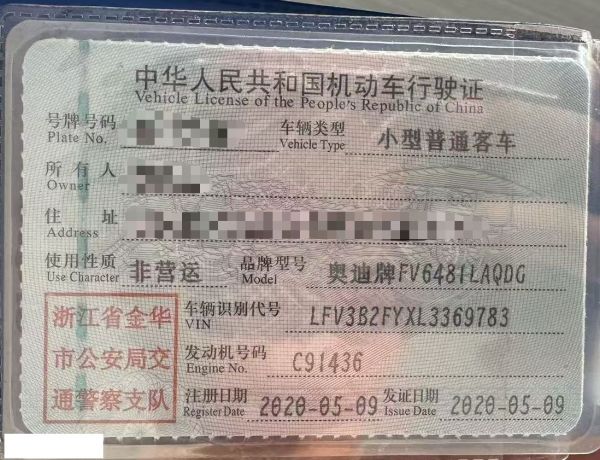 中华人民共和国机动车行驶证
Vehicle License of the People's Republic of China
号牌号码 车辆类型 小型普通客车
Plate No. Vehicle Type
所有人
Owner
住址
Address
使用性质 非营运 品牌型号 奥迪牌FV6481LAQDG
Use Character Model
浙江省金华 车辆识别代号 LFV3B2FYXL3369783
VIN
市公安局交 发动机号码 C91436
Engine No.
通警察支队 注册日期 2020-05-09 发证日期 2020-05-09
Register Date Issue Date